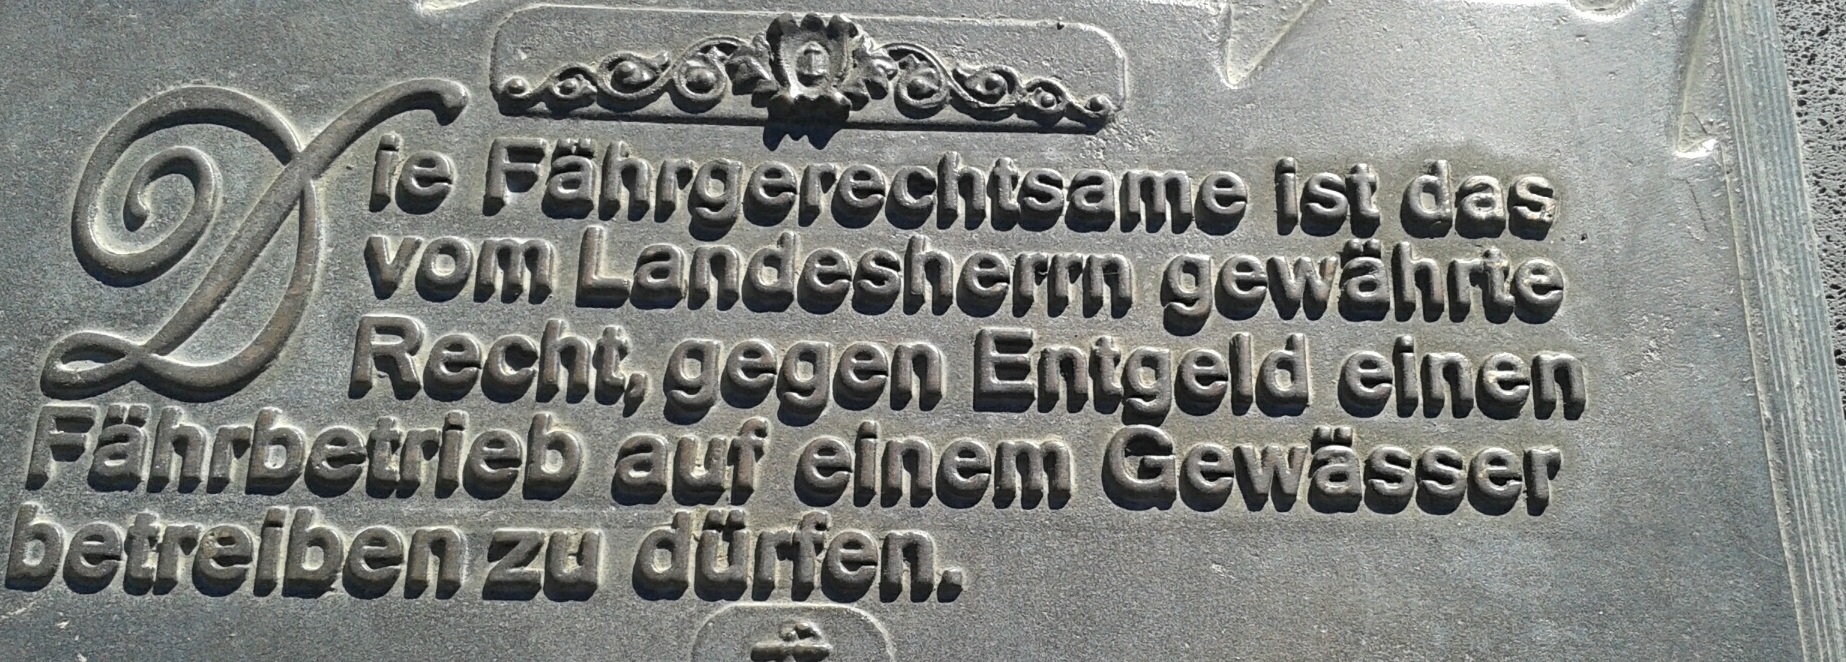 Die Fährgerechtsame ist das
vom Landesherrn gewährte
Recht, gegen Entgeld einen
Fährbetrieb auf einem Gewässer
betreiben zu dürfen.